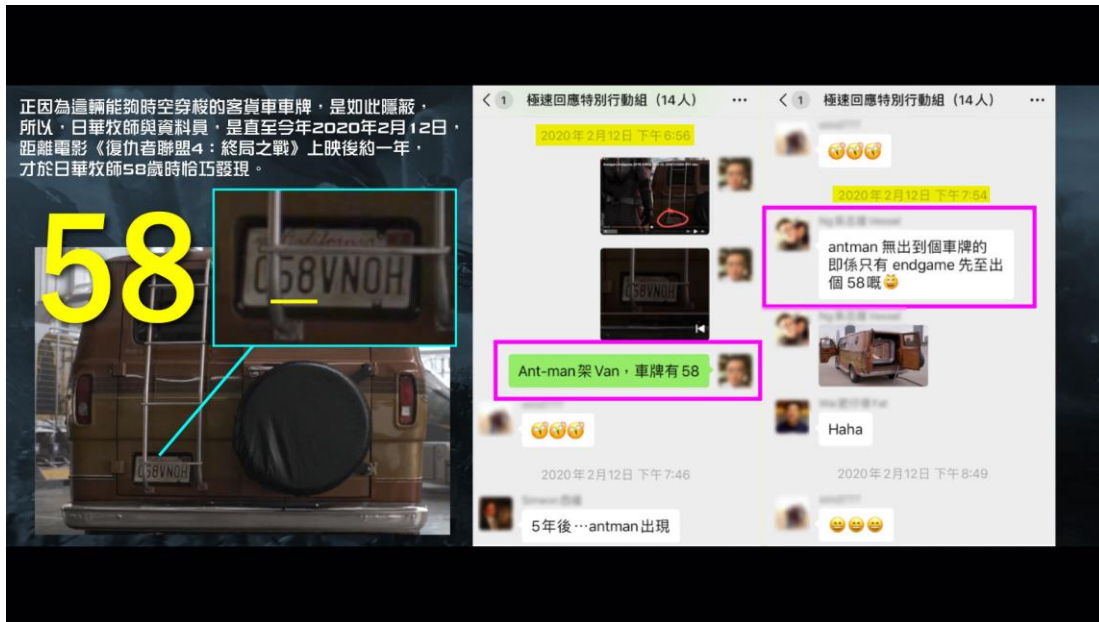 正因為這輛能夠時空穿梭的客貨車車牌，是如此隱蔽，
所以，日華牧師與資料員，是直至今年2020年2月12日，
距離電影《復仇者聯盟4：終局之戰》上映後約一年，
才於日華牧師58歲時恰巧發現。
58
California
C58VN0H
C58VN0H
1
極速回應特別行動組（14人）
2020年2月12日 下午6:56
C58VN0H
Ant-man架Van，車牌有58
2020年2月12日 下午7:46
5年後⋯antman出現
1
極速回應特別行動組（14人）
2020年2月12日 下午7:54
antman 無出到個車牌的
即係只有 endgame 先至出
個 58嘅😅
Haha
2020年2月12日 下午8:49